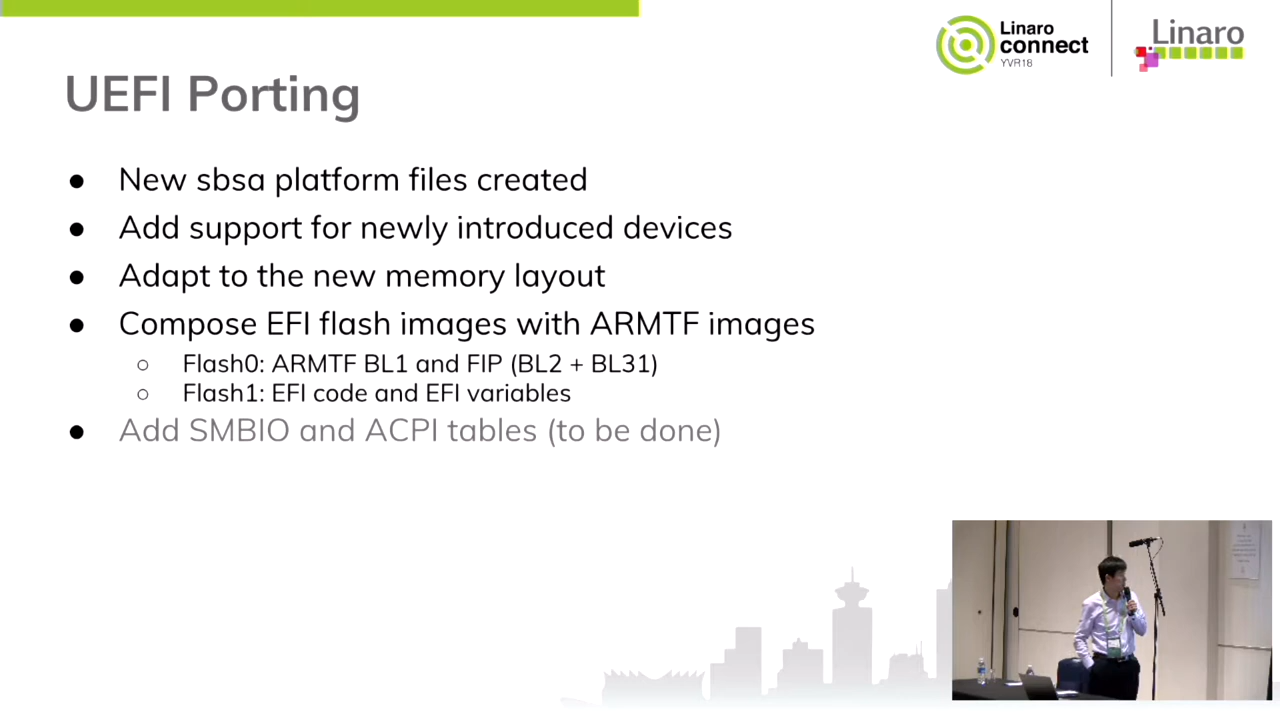 Linaro
connect
YVR18
Linaro
UEFI Porting
● New sbsa platform files created
● Add support for newly introduced devices
● Adapt to the new memory layout
● Compose EFI flash images with ARMTF images
○ Flash0: ARMTF BL1 and FIP (BL2 + BL31)
○ Flash1: EFI code and EFI variables
● Add SMBIO and ACPI tables (to be done)